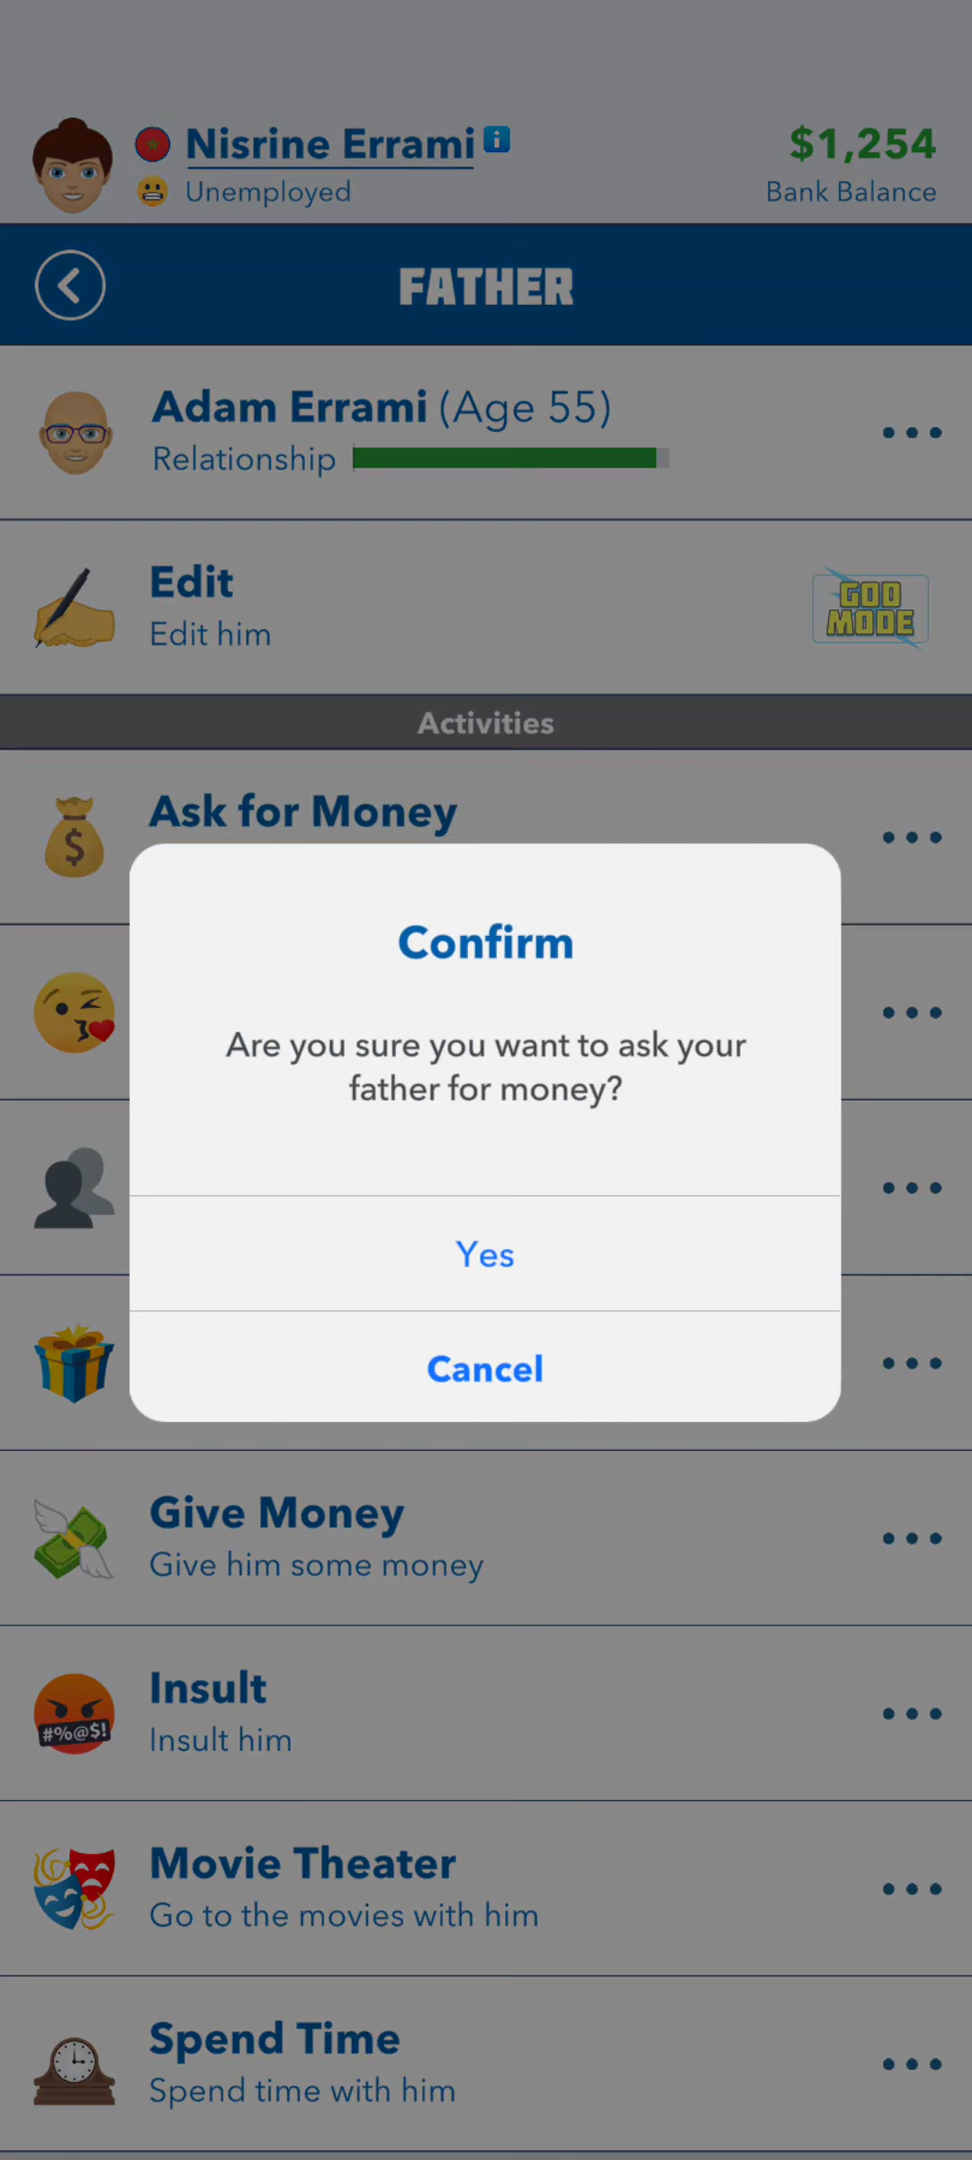 Nisrine Errami
$1,254
Unemployed
Bank Balance
FATHER
Adam Errami (Age 55)
Relationship
Edit
Edit him
GOD
MODE
Activities
Ask for Money
Confirm
Are you sure you want to ask your
father for money?
Yes
Cancel
Give Money
Give him some money
#%@$!
Insult
Insult him
Movie Theater
Go to the movies with him
Spend Time
Spend time with him